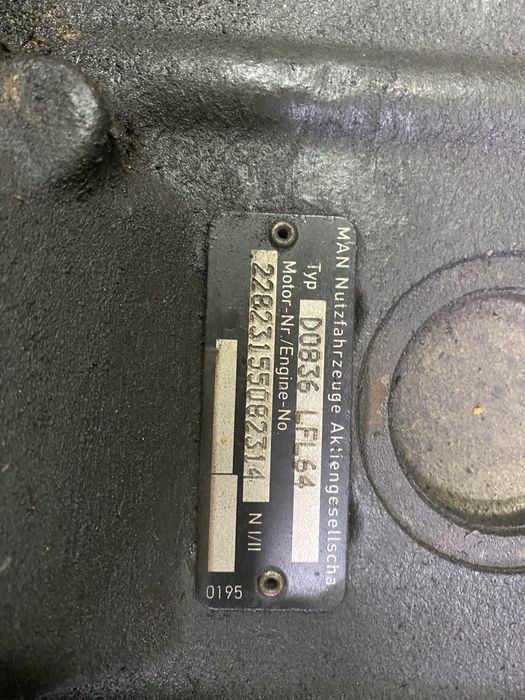 MAN Nutzfahrzeuge Aktiengesellscha
Typ D0836 LFL64
Motor-Nr./Engine-No. N I/II
22823155082314
0195